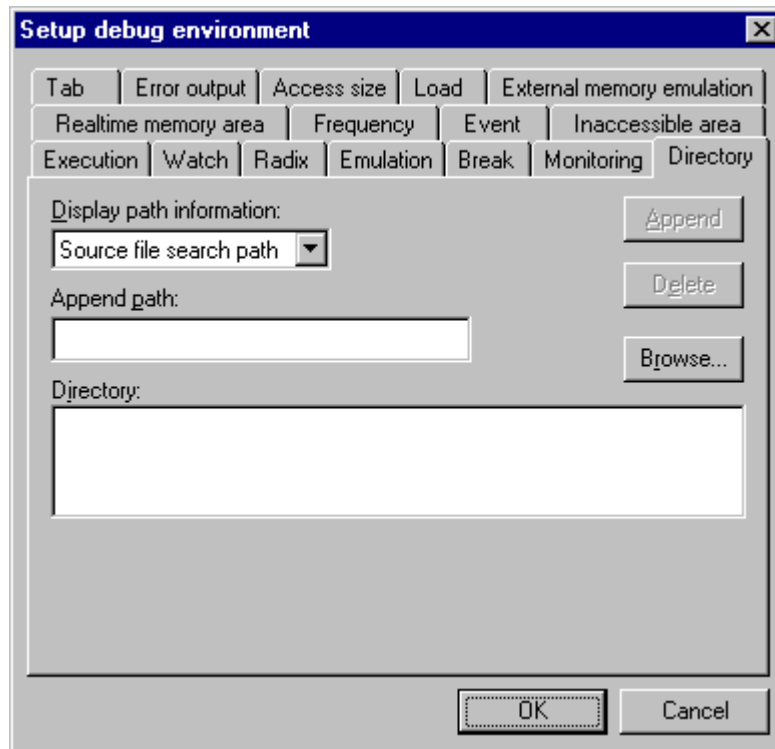 Setup debug environment
Tab Error output Access size Load External memory emulation
Realtime memory area Frequency Event Inaccessible area
Execution Watch Radix Emulation Break Monitoring Directory
Display path information:
Append
Source file search path
Delete
Append path:
Browse...
Directory:
OK Cancel